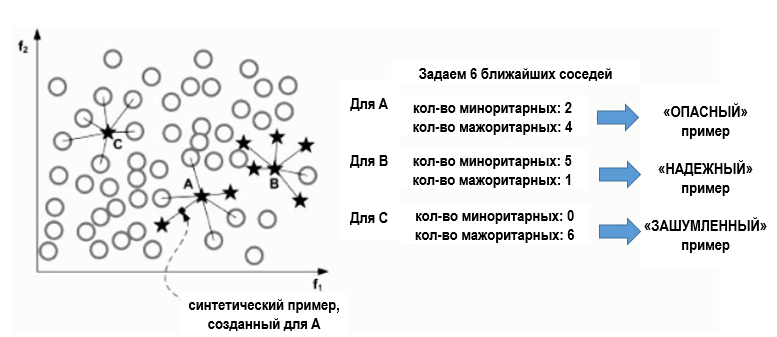 f₂
Задаем 6 ближайших соседей
Для A
кол-во миноритарных: 2
кол-во мажоритарных: 4
«ОПАСНЫЙ»
пример
Для B
кол-во миноритарных: 5
кол-во мажоритарных: 1
«НАДЕЖНЫЙ»
пример
Для C
кол-во миноритарных: 0
кол-во мажоритарных: 6
«ЗАШУМЛЕННЫЙ»
пример
C
A
B
f₁
синтетический пример,
созданный для A